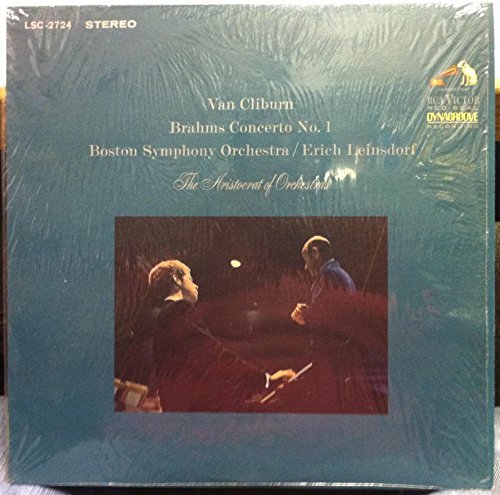 LSC-2724 STEREO
RCA VICTOR
RED SEAL
DYNAGROOVE
RECORDING
Van Cliburn
Brahms Concerto No. 1
Boston Symphony Orchestra / Erich Leinsdorf
The Aristocrat of Orchestras